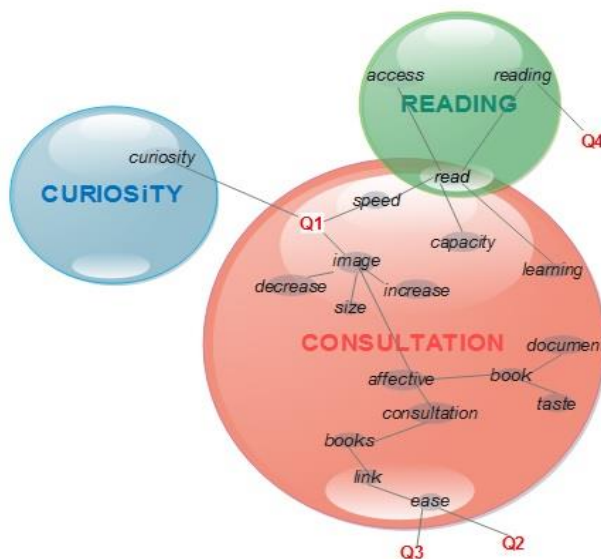 access
reading
READING
Q4
curiosity
CURIOSiTY
read
speed
Q1
capacity
image
learning
decrease
increase
size
CONSULTATION
documen
affective
book
consultation
taste
books
link
ease
Q2
Q3